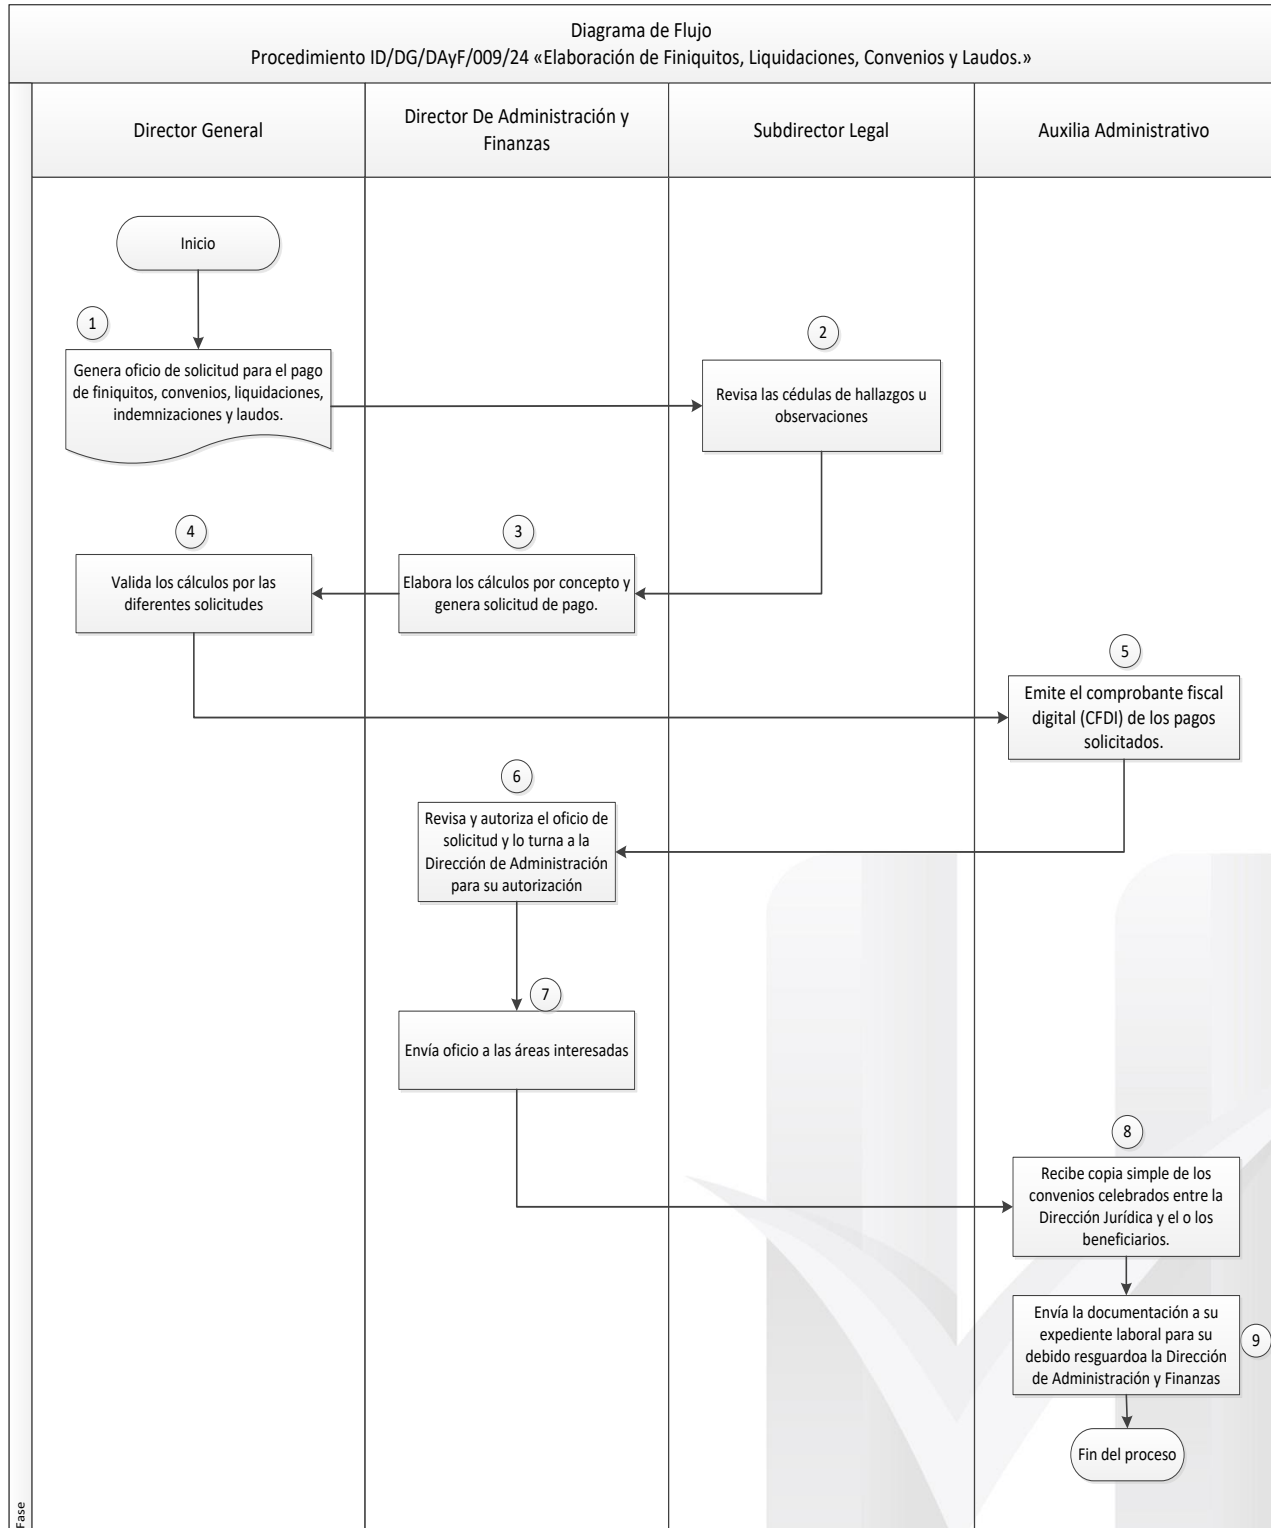 Diagrama de Flujo
Procedimiento ID/DG/DAyF/009/24 «Elaboración de Finiquitos, Liquidaciones, Convenios y Laudos.»
Director General
Director De Administración y
Finanzas
Subdirector Legal
Auxilia Administrativo
Inicio
1
Genera oficio de solicitud para el pago
de finiquitos, convenios, liquidaciones,
indemnizaciones y laudos.
2
Revisa las cédulas de hallazgos u
observaciones
3
Elabora los cálculos por concepto y
genera solicitud de pago.
4
Valida los cálculos por las
diferentes solicitudes
5
Emite el comprobante fiscal
digital (CFDI) de los pagos
solicitados.
6
Revisa y autoriza el oficio de
solicitud y lo turna a la
Dirección de Administración
para su autorización
7
Envía oficio a las áreas interesadas
8
Recibe copia simple de los
convenios celebrados entre la
Dirección Jurídica y el o los
beneficiarios.
Envía la documentación a su
expediente laboral para su
debido resguardoa la Dirección
de Administración y Finanzas
9
Fin del proceso
Fase